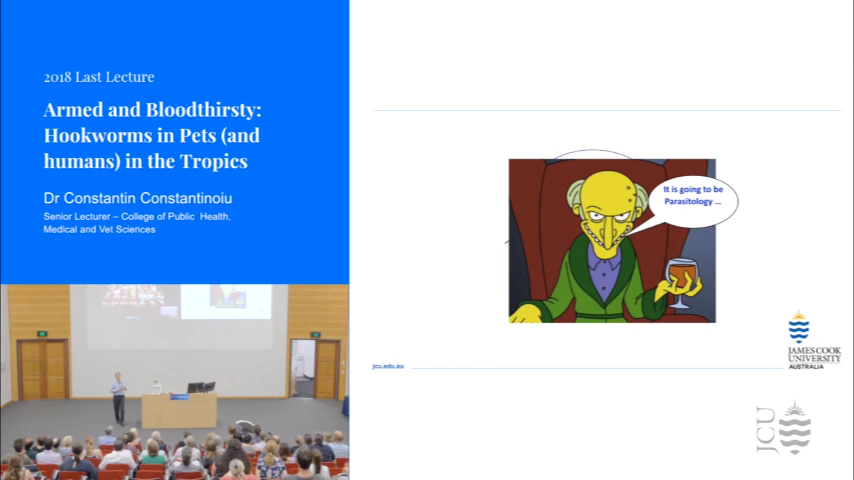 2018 Last Lecture
Armed and Bloodthirsty:
Hookworms in Pets (and
humans) in the Tropics
Dr Constantin Constantinoiu
Senior Lecturer – College of Public Health,
Medical and Vet Sciences
It is going to be
Parasitology ...
jcu.edu.au
JAMES COOK
UNIVERSITY
AUSTRALIA
JCU